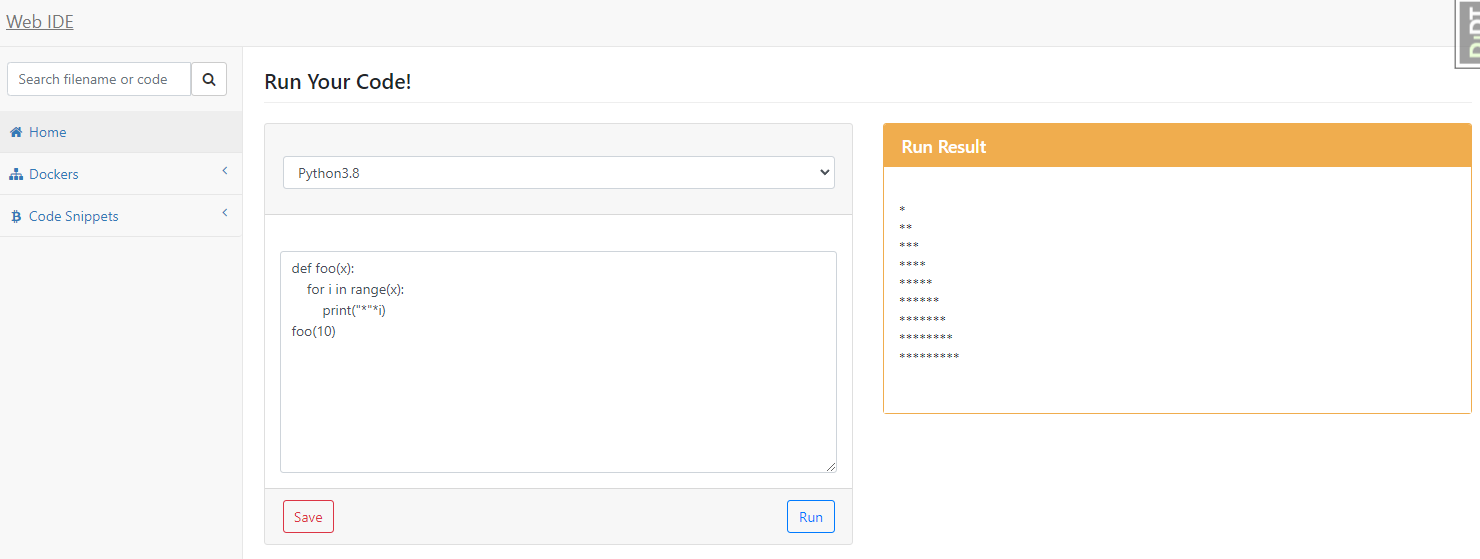 Web IDE
Search filename or code
Home
Dockers
Code Snippets
Run Your Code!
Python3.8
def foo(x):
    for i in range(x):
        print("*"*i)
foo(10)
Save
Run
Run Result
*
**
***
****
*****
******
*******
********
*********